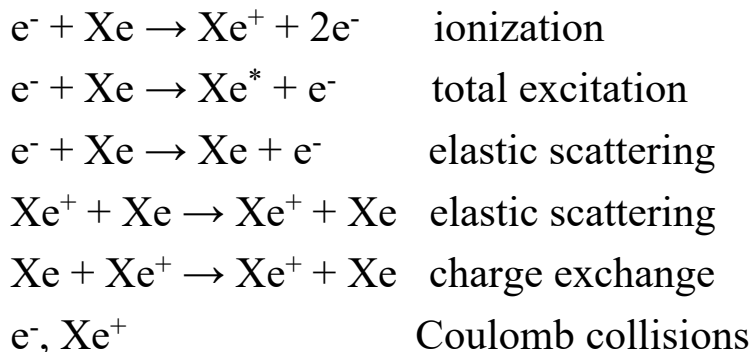 e⁻ + Xe → Xe⁺ + 2e⁻ ionization
e⁻ + Xe → Xe* + e⁻ total excitation
e⁻ + Xe → Xe + e⁻ elastic scattering
Xe⁺ + Xe → Xe⁺ + Xe elastic scattering
Xe + Xe⁺ → Xe⁺ + Xe charge exchange
e⁻, Xe⁺ Coulomb collisions